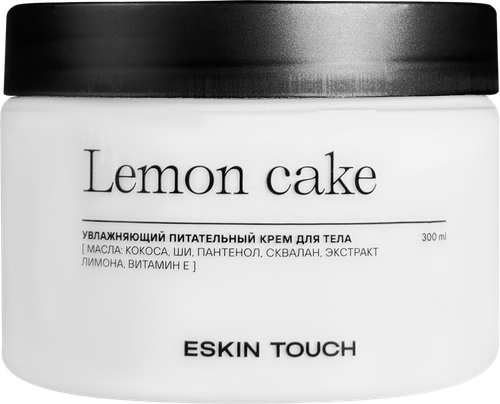 Lemon cake
УВЛАЖНЯЮЩИЙ ПИТАТЕЛЬНЫЙ КРЕМ ДЛЯ ТЕЛА 300 ml
[ МАСЛА: КОКОСА, ШИ, ПАНТЕНОЛ, СКВАЛАН, ЭКСТРАКТ
ЛИМОНА, ВИТАМИН Е ]
ESKIN TOUCH